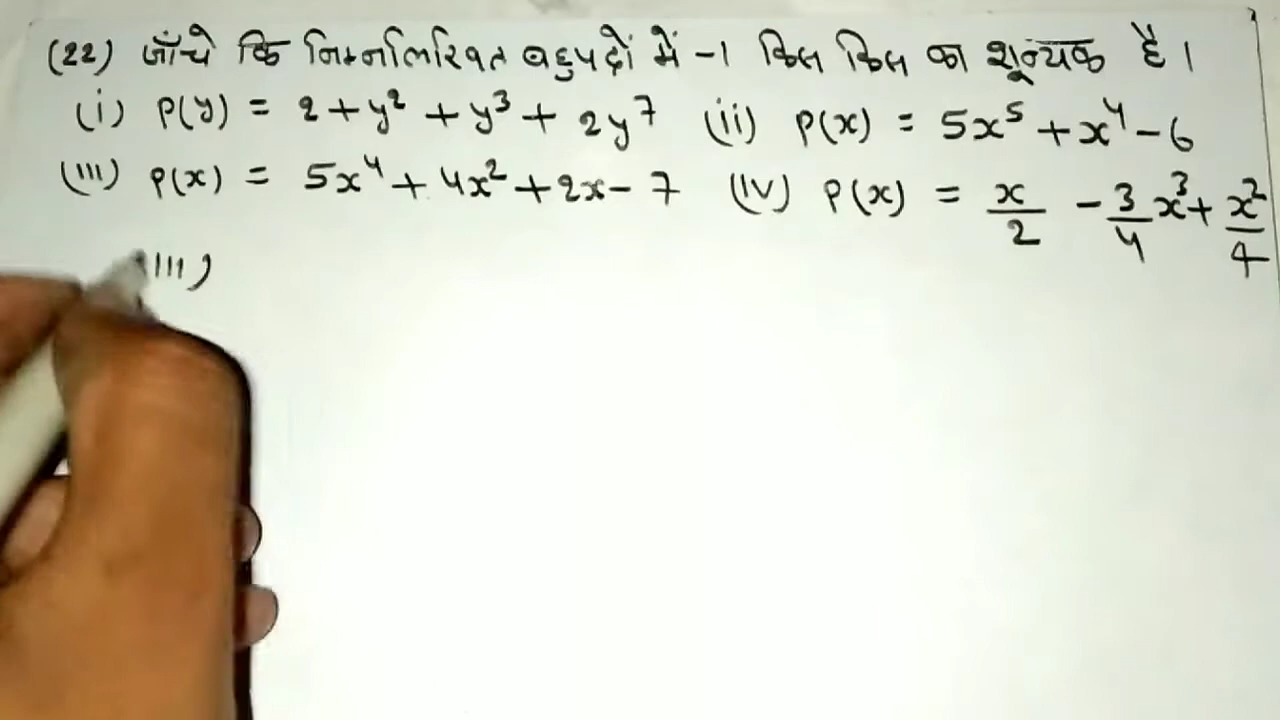 (22) जाँचे कि निम्नलिखित बहुपदों में -1 किस किस का शून्यक है।
(i) p(y) = 2 + y² + y³ + 2y⁷ (ii) p(x) = 5x⁵ + x⁴ - 6
(III) p(x) = 5x⁴ + 4x² + 2x - 7 (IV) p(x) = x/2 - 3/4 x³ + x²/4
(III)